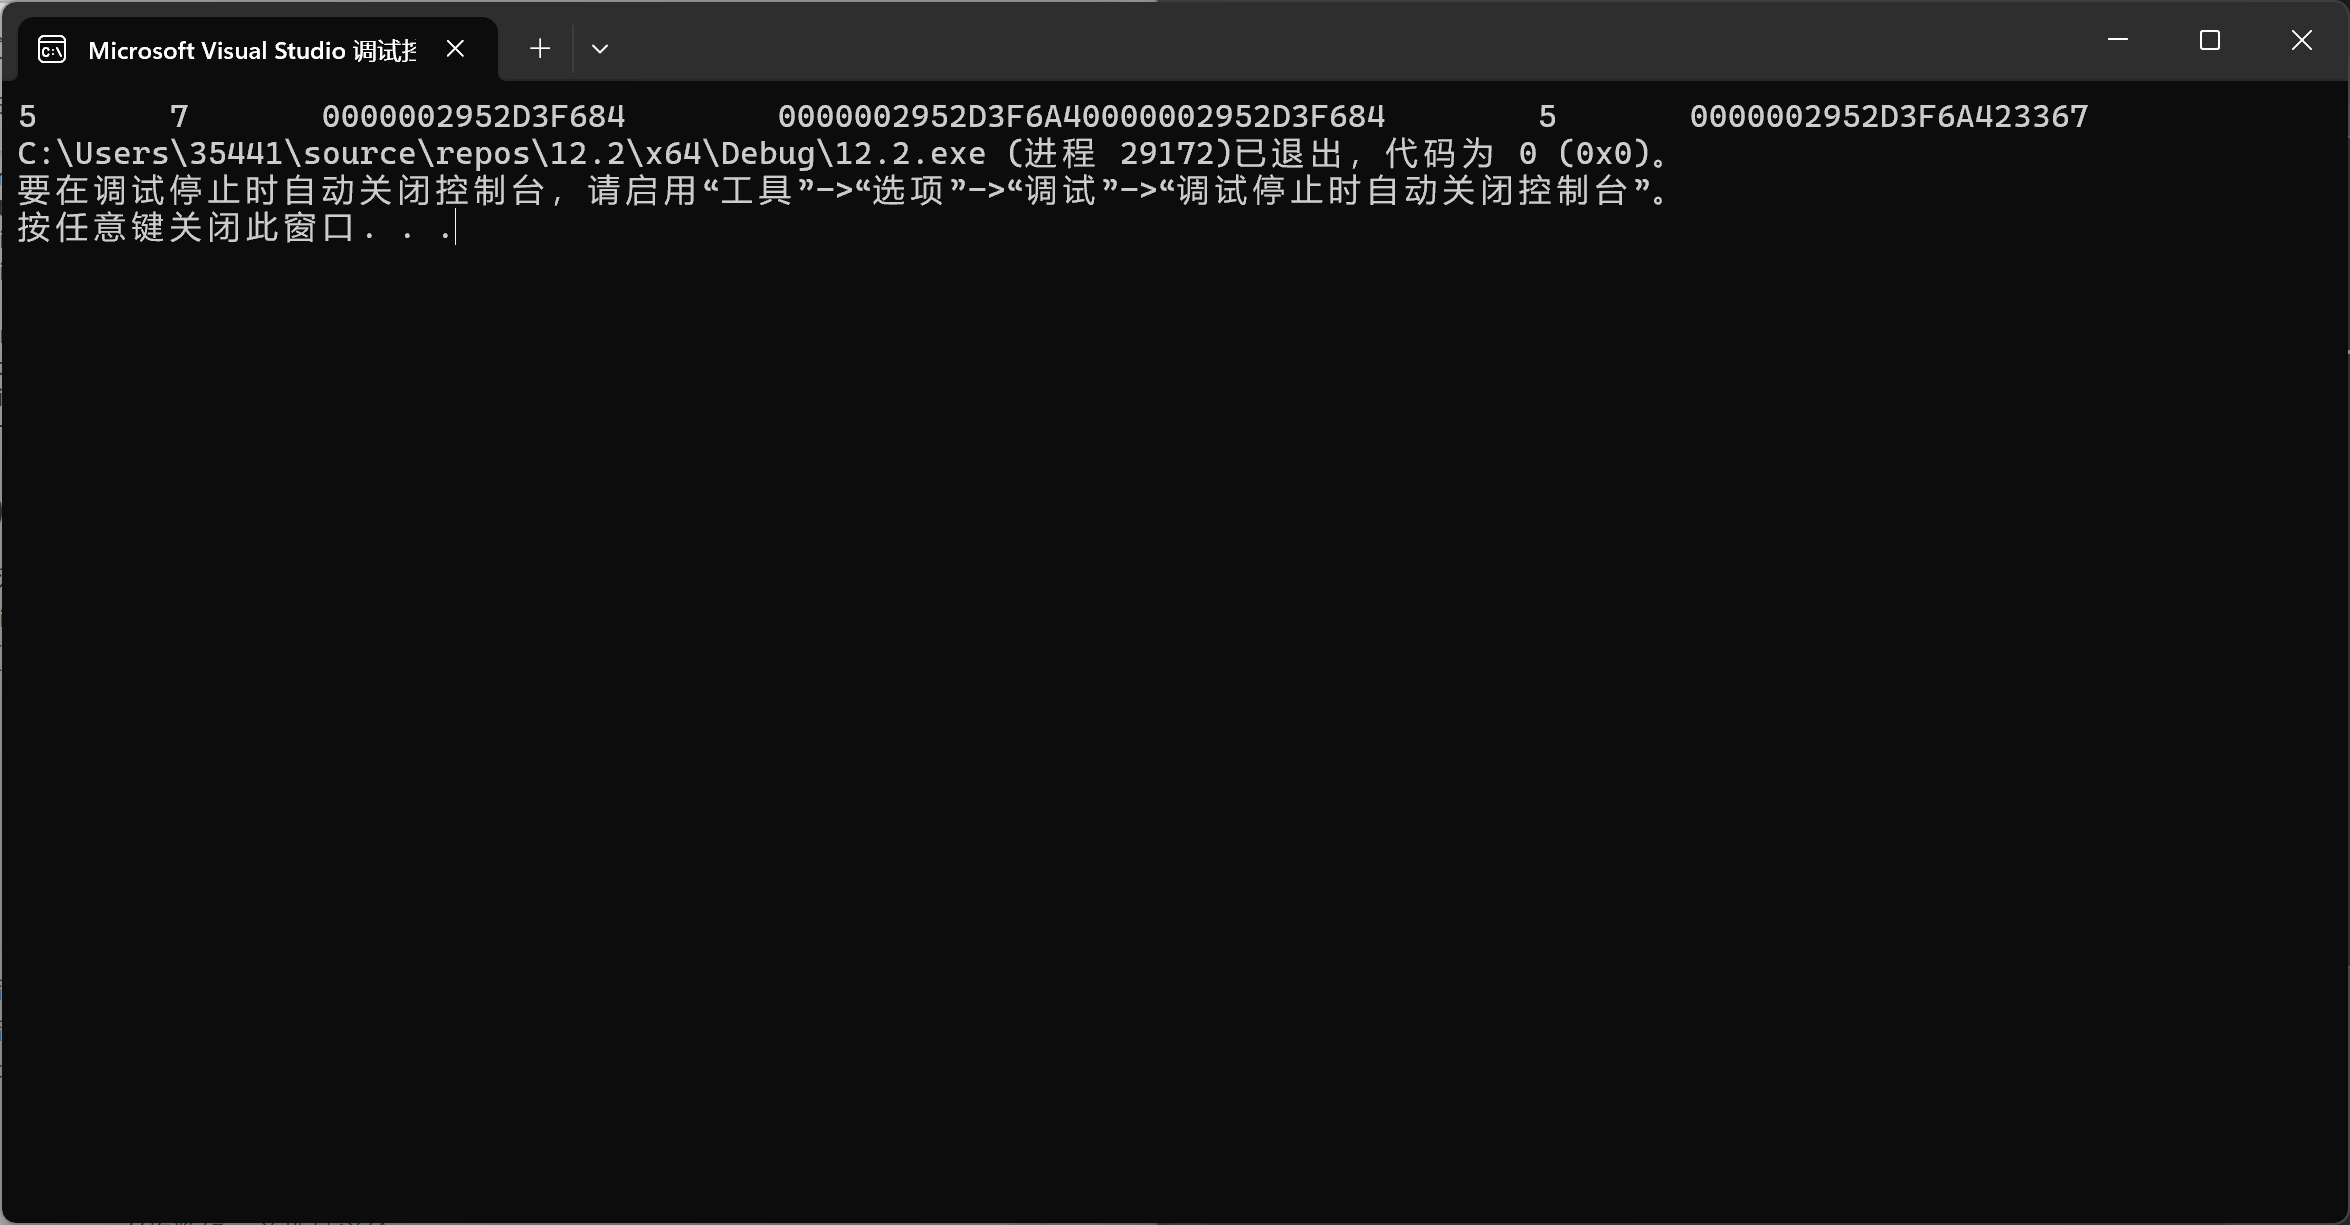 Microsoft Visual Studio 调试控
5 7 0000002952D3F684 0000002952D3F6A40000002952D3F684 5 0000002952D3F6A423367
C:\Users\35441\source\repos\12.2\x64\Debug\12.2.exe (进程 29172)已退出，代码为 0 (0x0)。
要在调试停止时自动关闭控制台，请启用“工具”->“选项”->“调试”->“调试停止时自动关闭控制台”。
按任意键关闭此窗口. . .